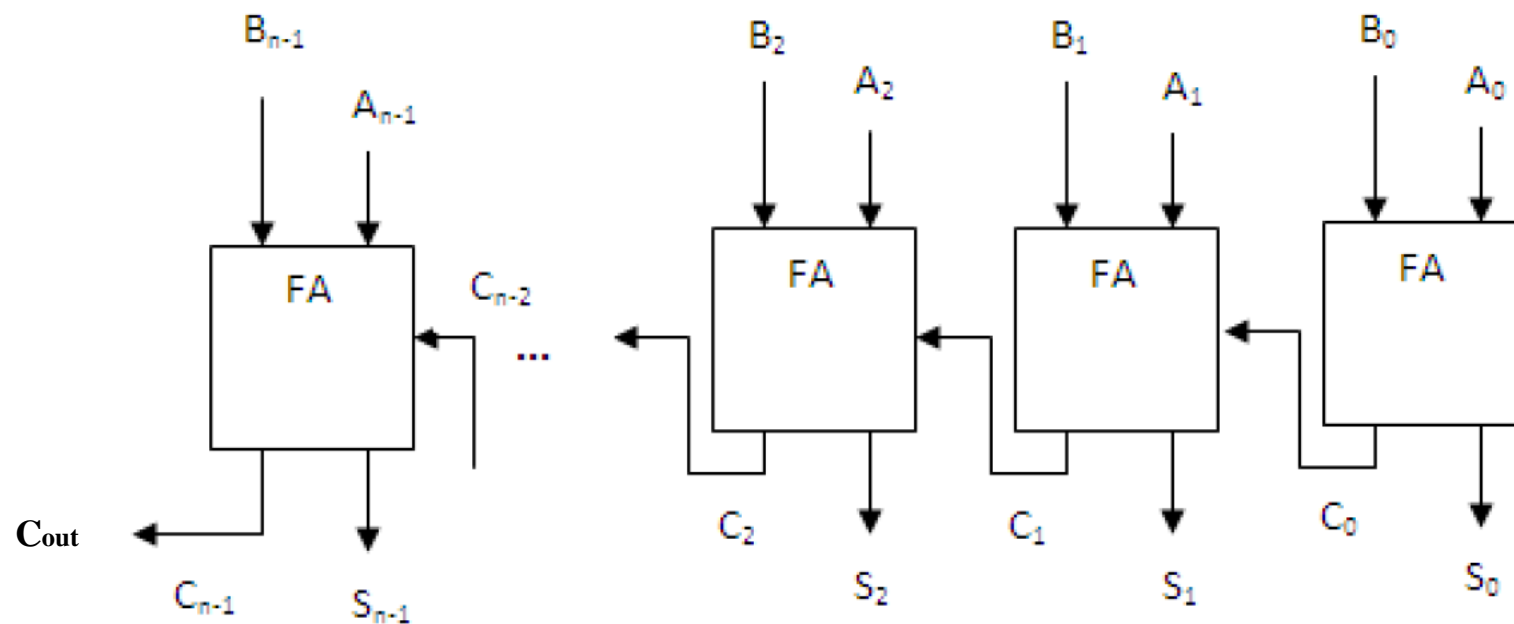 Bₙ₋₁ B₂ B₁ B₀
Aₙ₋₁ A₂ A₁ A₀
FA FA FA FA
Cₙ₋₂
...
Cout
C₂ C₁ C₀
Cₙ₋₁ Sₙ₋₁ S₂ S₁ S₀